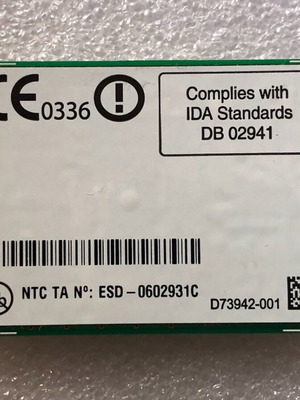 CE0336
Complies with
IDA Standards
DB 02941
NTC TA Nº: ESD-0602931C
D73942-001